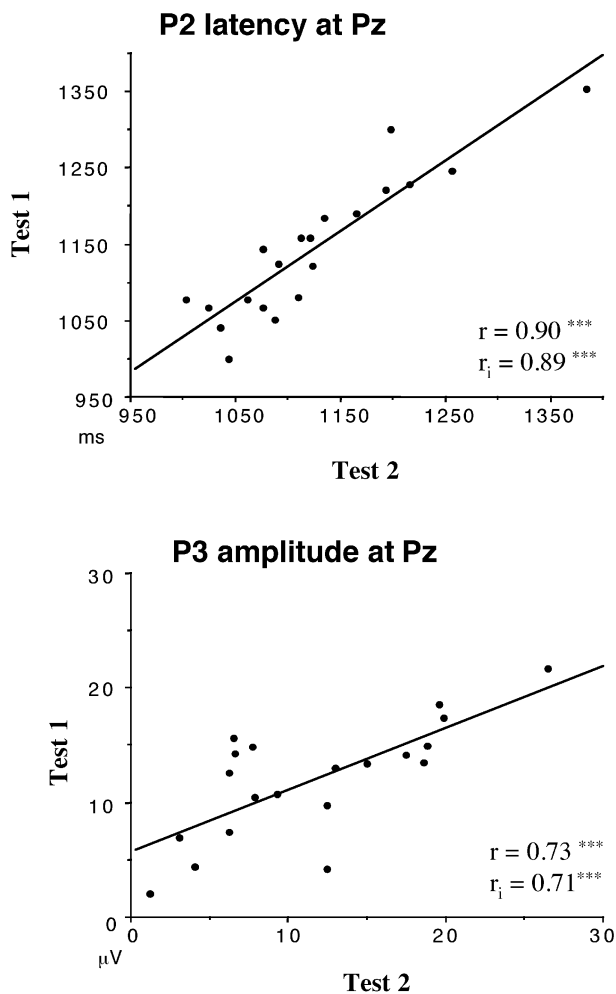 P2 latency at Pz
1350
1250
1150
1050
950
Test 1
r = 0.90 ***
ri = 0.89 ***
950 1050 1150 1250 1350
ms
Test 2
P3 amplitude at Pz
30
20
10
0
Test 1
r = 0.73 ***
ri = 0.71***
0 10 20 30
µV
Test 2